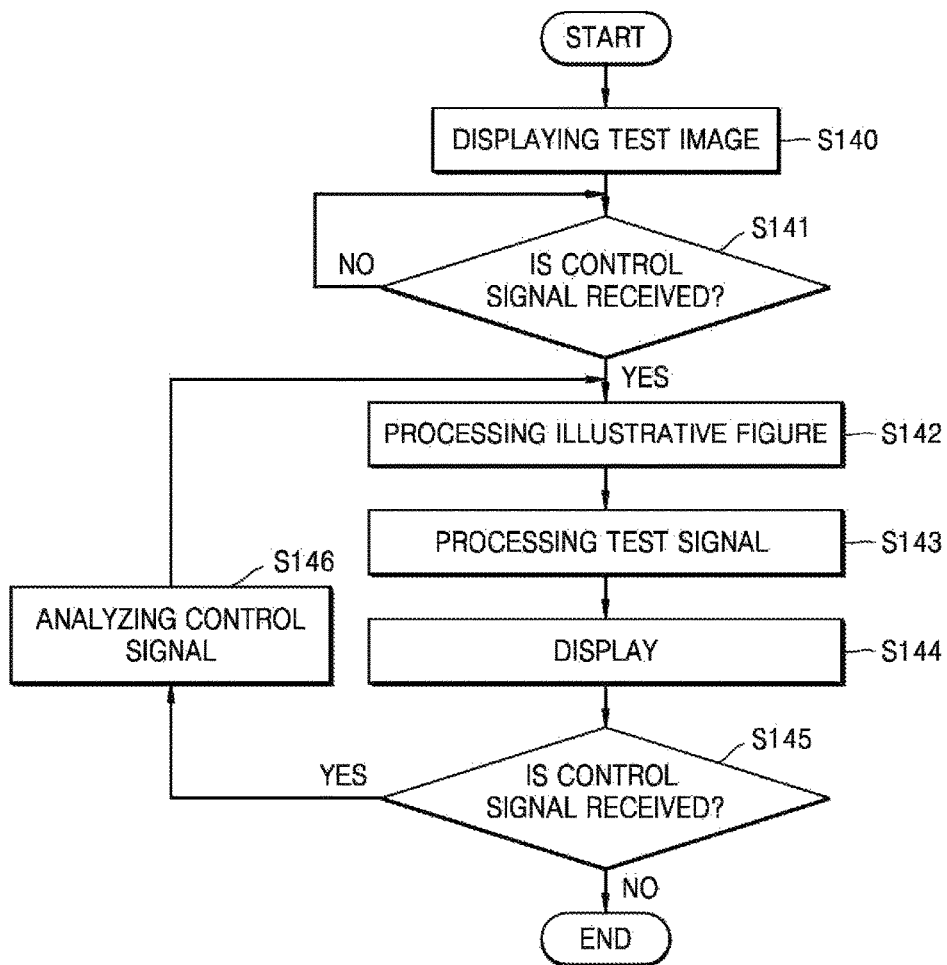 START
DISPLAYING TEST IMAGE
S140
S141
IS CONTROL
SIGNAL RECEIVED?
NO
YES
PROCESSING ILLUSTRATIVE FIGURE
S142
PROCESSING TEST SIGNAL
S143
S146
ANALYZING CONTROL
SIGNAL
DISPLAY
S144
S145
YES
IS CONTROL
SIGNAL RECEIVED?
NO
END